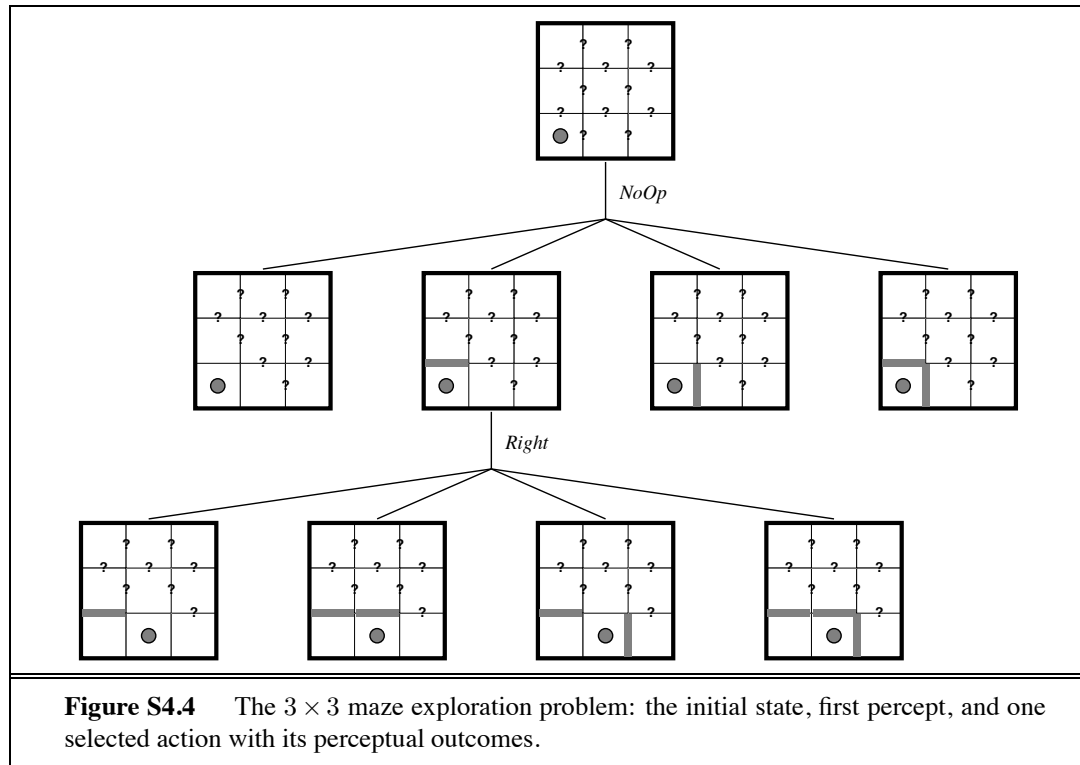 ? ?
? ? ?
? ?
? ? ?
? ?
NoOp
? ? ? ? ? ? ? ?
? ? ? ? ? ? ? ? ? ? ? ?
? ? ? ? ? ? ? ?
? ? ? ? ? ? ? ?
? ? ? ?
Right
? ? ? ? ? ? ? ?
? ? ? ? ? ? ? ? ? ? ? ?
? ? ? ? ? ? ? ?
? ? ? ?
Figure S4.4 The 3 × 3 maze exploration problem: the initial state, first percept, and one
selected action with its perceptual outcomes.